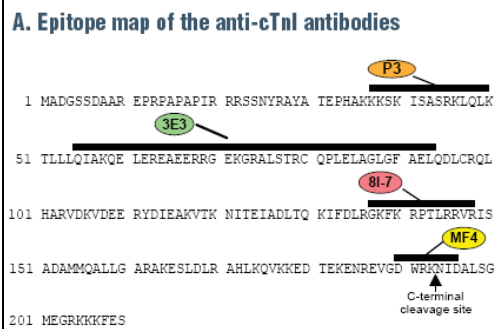 A. Epitope map of the anti-cTnI antibodies
P3
1 MADGSSDAAR EPRPAPAPIR RRSSNYRAYA TEPHAKKKSK ISASRKLQLK
3E3
51 TLLLQIAKQE LEREAEERRG EKGRALSTRC QPLELAGLGF AELQDLCRQL
8I-7
101 HARVDKVDEE RYDIEAKVTK NITEIADLTQ KIFDLRGKFK RPTLRRVRIS
MF4
151 ADAMMQALLG ARAKESLDLR AHLKQVKKED TEKENREVGD WRKNIDALSG
C-terminal
cleavage site
201 MEGRKKKFES